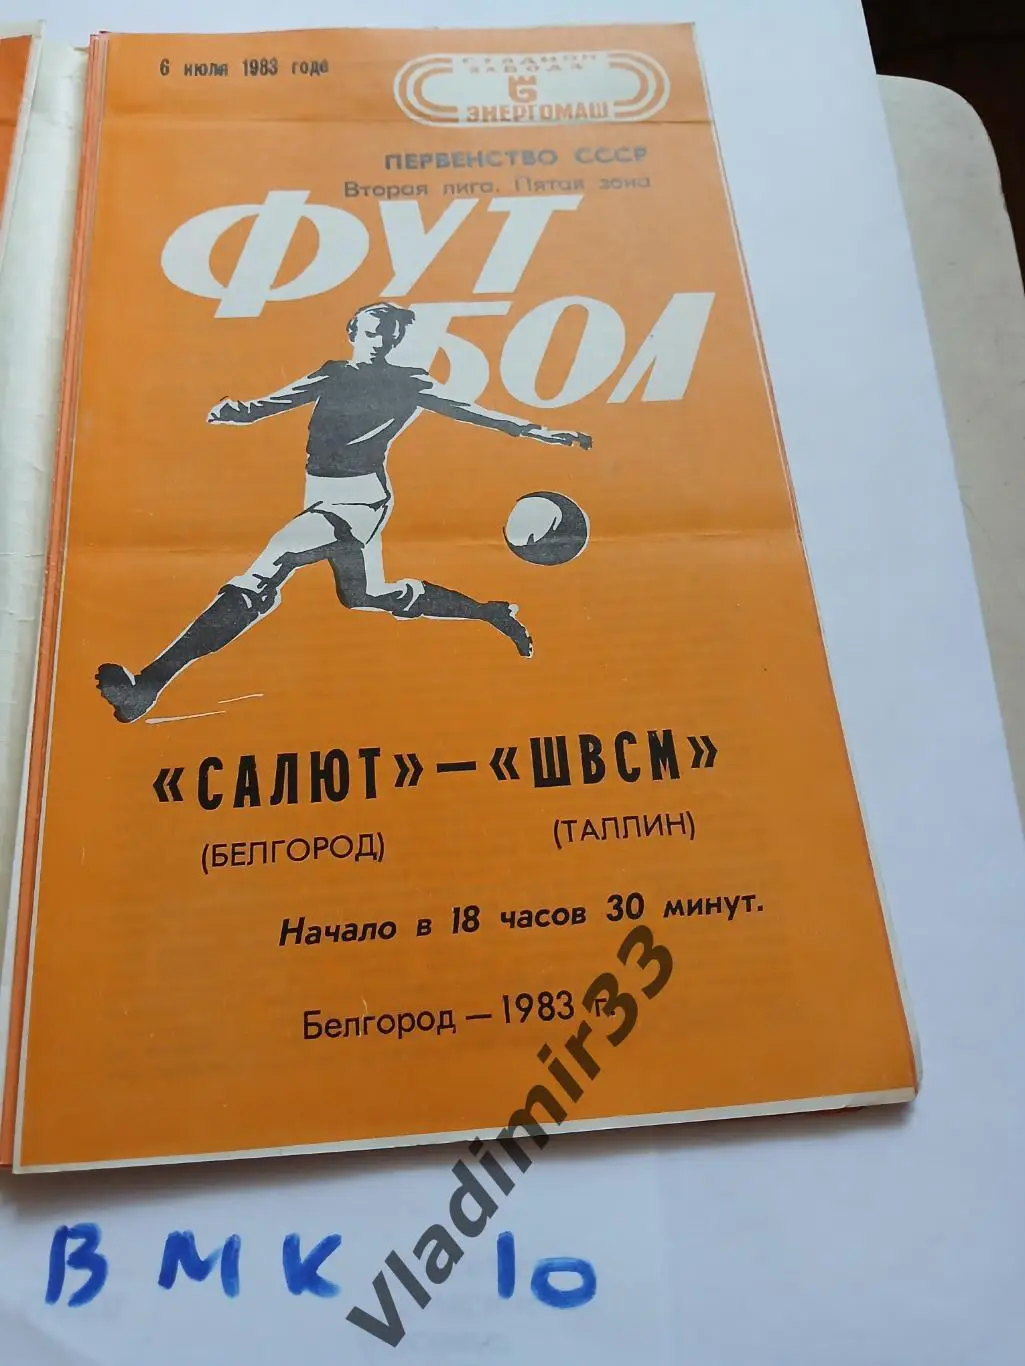 6 июля 1983 годе
СТАДИОН
ЗАВОДА
ЭНЕРГОМАШ
ПЕРВЕНСТВО СССР
Вторая лига. Пятая зона
ФУТ
БОЛ
«САЛЮТ» — «ШВСМ»
(БЕЛГОРОД) (ТАЛЛИН)
Начало в 18 часов 30 минут.
Белгород — 1983 г.
Vladimir33
ВМК 10